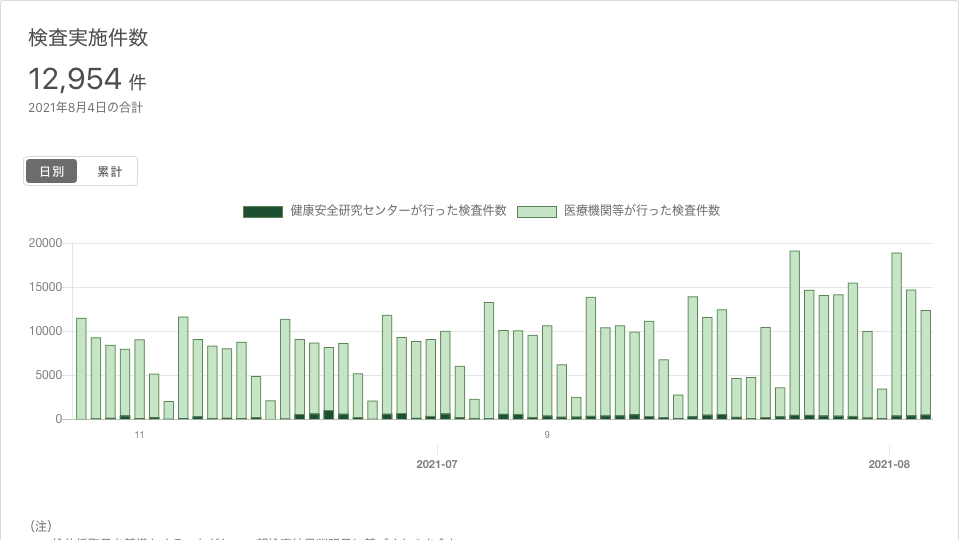 検査実施件数
12,954 件
2021年8月4日の合計
日別 累計
健康安全研究センターが行った検査件数 医療機関等が行った検査件数
20000
15000
10000
5000
0
11 9
2021-07 2021-08
（注）